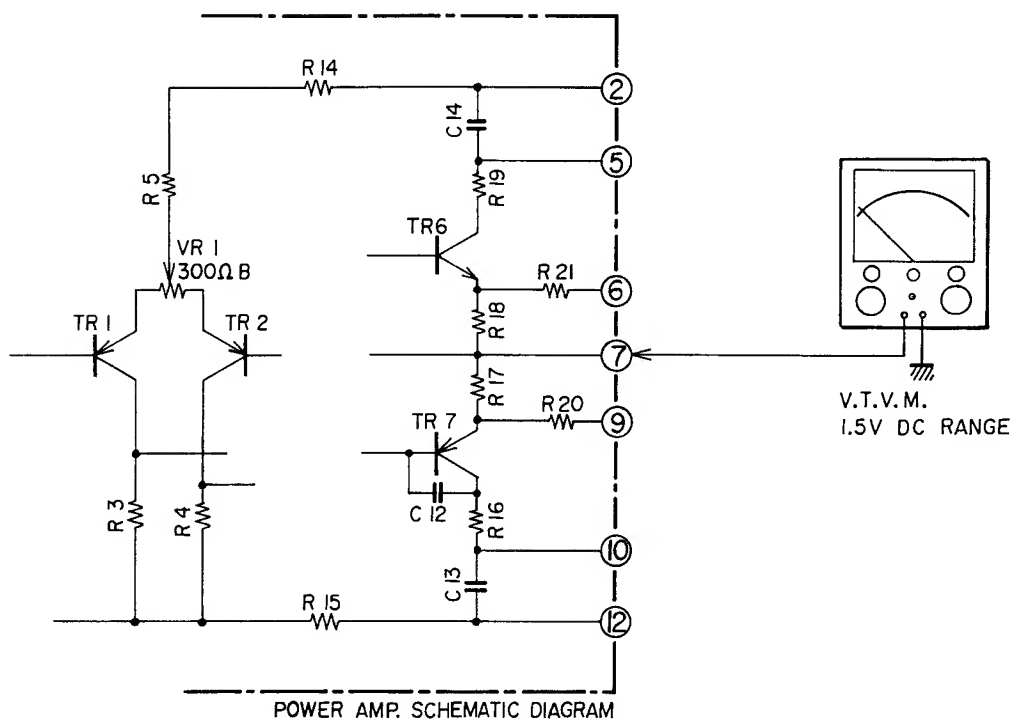 R 14
②
C 14
⑤
R 5
R 19
TR 6
VR 1
300Ω B
R 21
⑥
R 18
TR 1
TR 2
⑦
R 17
V.T.V.M.
1.5V DC RANGE
TR 7
R 20
⑨
C 12
R 3
R 4
R 16
⑩
C 13
R 15
⑫
POWER AMP. SCHEMATIC DIAGRAM